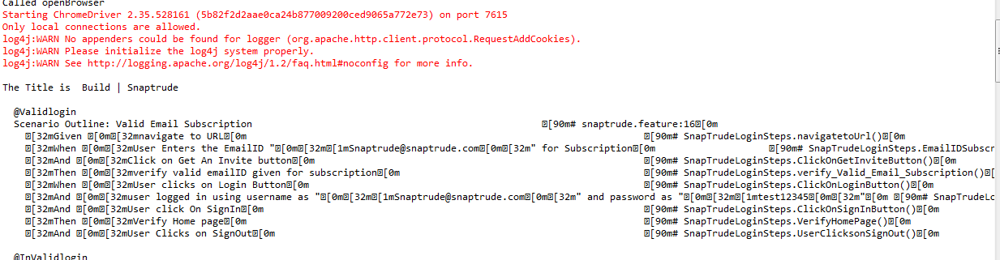 Called openBrowser
Starting ChromeDriver 2.35.528161 (5b82f2d2aae0ca24b877009200ced9065a772e73) on port 7615
Only local connections are allowed.
log4j:WARN No appenders could be found for logger (org.apache.http.client.protocol.RequestAddCookies).
log4j:WARN Please initialize the log4j system properly.
log4j:WARN See http://logging.apache.org/log4j/1.2/faq.html#noconfig for more info.
The Title is  Build | Snaptrude
@Validlogin
Scenario Outline: Valid Email Subscription [90m# snaptrude.feature:16[0m
[32mGiven [0m[32mnavigate to URL[0m [90m# SnapTrudeLoginSteps.navigatetoUrl()[0m
[32mWhen [0m[32mUser Enters the EmailID "[0m[32m[1mSnaptrude@snaptrude.com[0m[32m" for Subscription[0m [90m# SnapTrudeLoginSteps.EmailIDSubscr
[32mAnd [0m[32mClick on Get An Invite button[0m [90m# SnapTrudeLoginSteps.ClickOnGetInviteButton()[0m
[32mThen [0m[32mverify valid emailID given for subscription[0m [90m# SnapTrudeLoginSteps.verify_Valid_Email_Subscription()[
[32mWhen [0m[32mUser clicks on Login Button[0m [90m# SnapTrudeLoginSteps.ClickOnLoginButton()[0m
[32mAnd [0m[32muser logged in using username as "[0m[32m[1mSnaptrude@snaptrude.com[0m[32m" and password as "[0m[32m[1mtest12345[0m[32m"[0m [90m# SnapTrudeLo
[32mAnd [0m[32mUser click On SignIn[0m [90m# SnapTrudeLoginSteps.ClickOnSignInButton()[0m
[32mThen [0m[32mVerify Home page[0m [90m# SnapTrudeLoginSteps.VerifyHomePage()[0m
[32mAnd [0m[32mUser Clicks on SignOut[0m [90m# SnapTrudeLoginSteps.UserClicksonSignOut()[0m
@InValidlogin